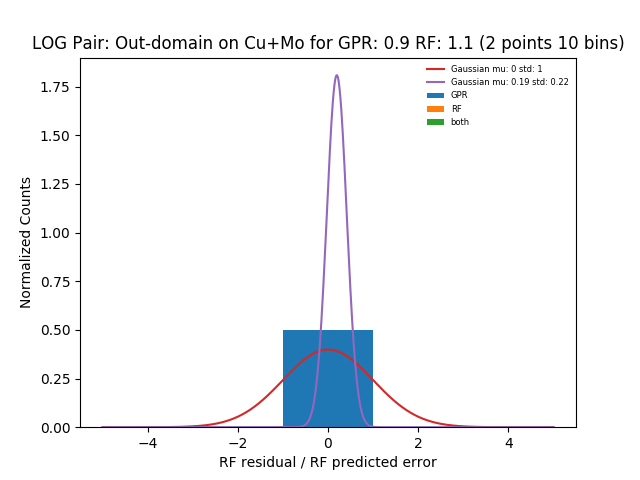 LOG Pair: Out-domain on Cu+Mo for GPR: 0.9 RF: 1.1 (2 points 10 bins)
Gaussian mu: 0 std: 1
Gaussian mu: 0.19 std: 0.22
GPR
RF
both
Normalized Counts
1.75
1.50
1.25
1.00
0.75
0.50
0.25
0.00
−4
−2
0
2
4
RF residual / RF predicted error